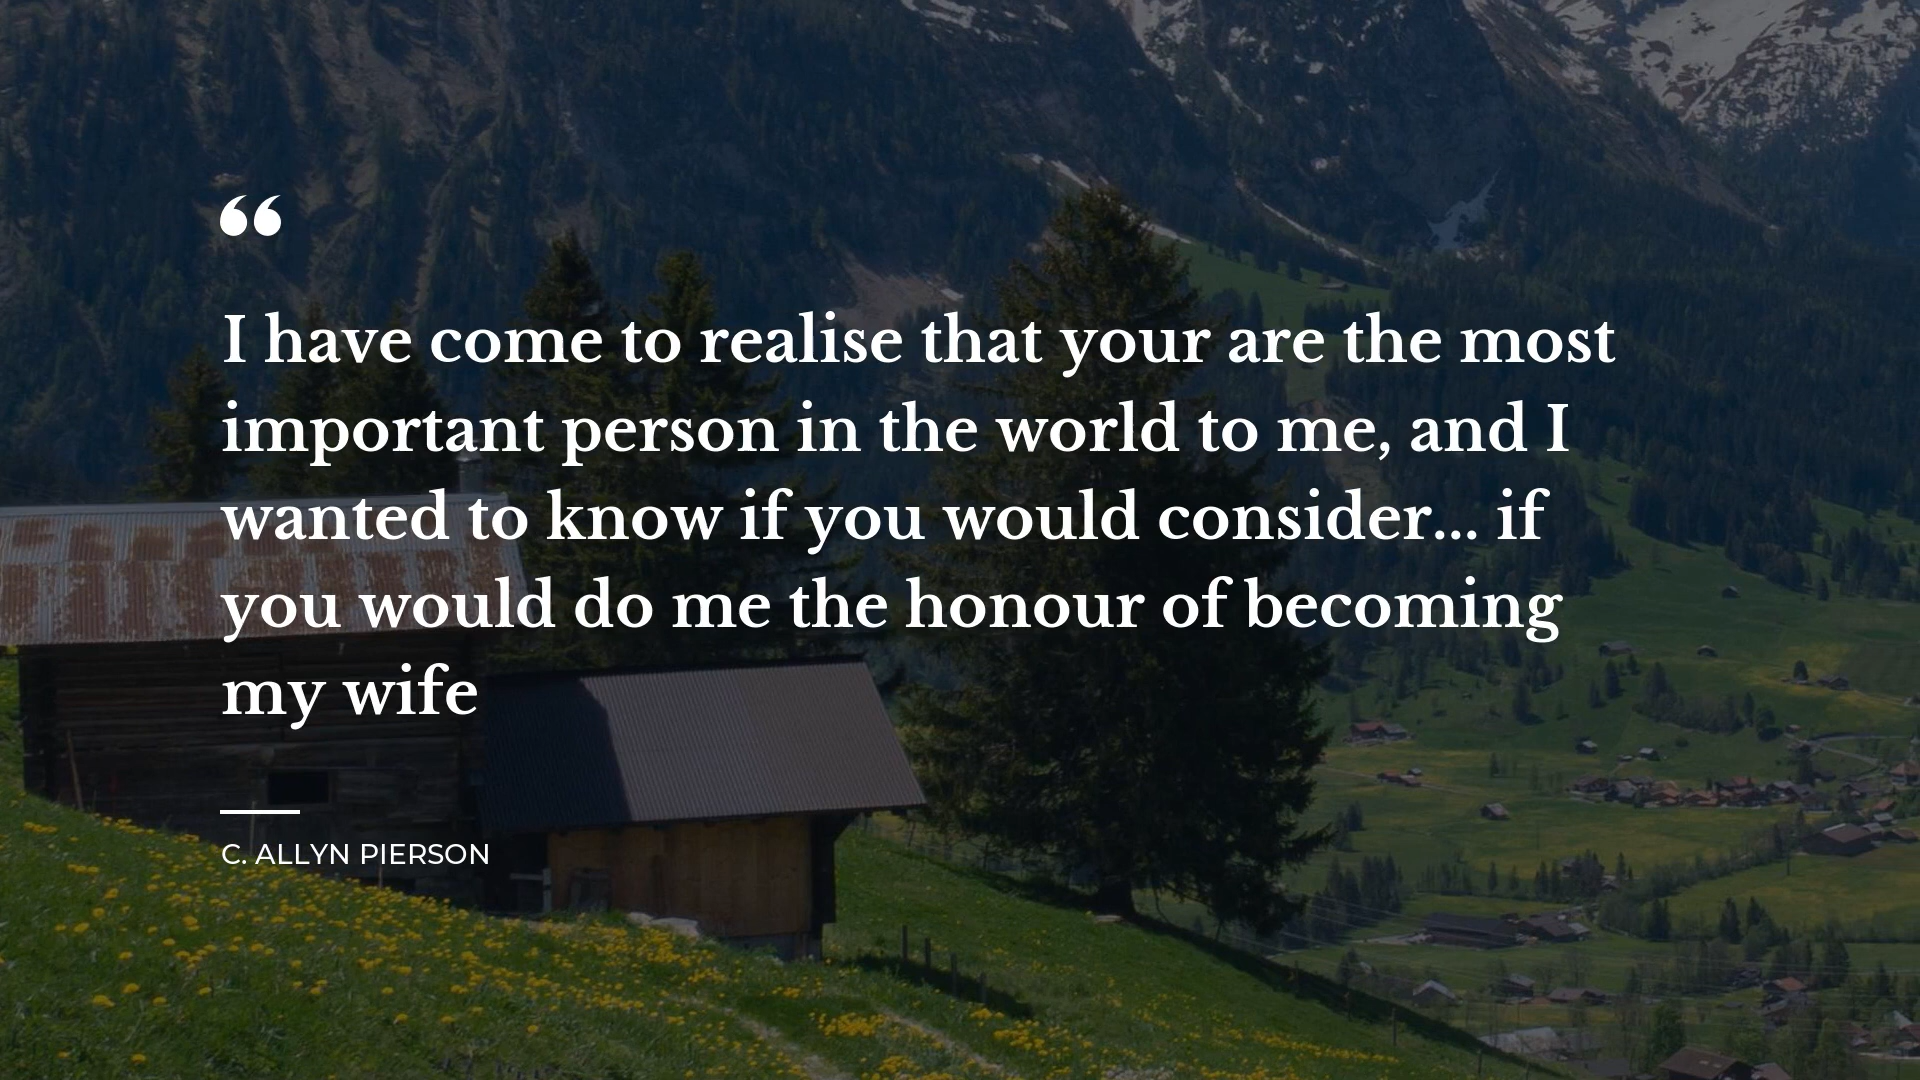 “
I have come to realise that your are the most
important person in the world to me, and I
wanted to know if you would consider... if
you would do me the honour of becoming
my wife
C. ALLYN PIERSON